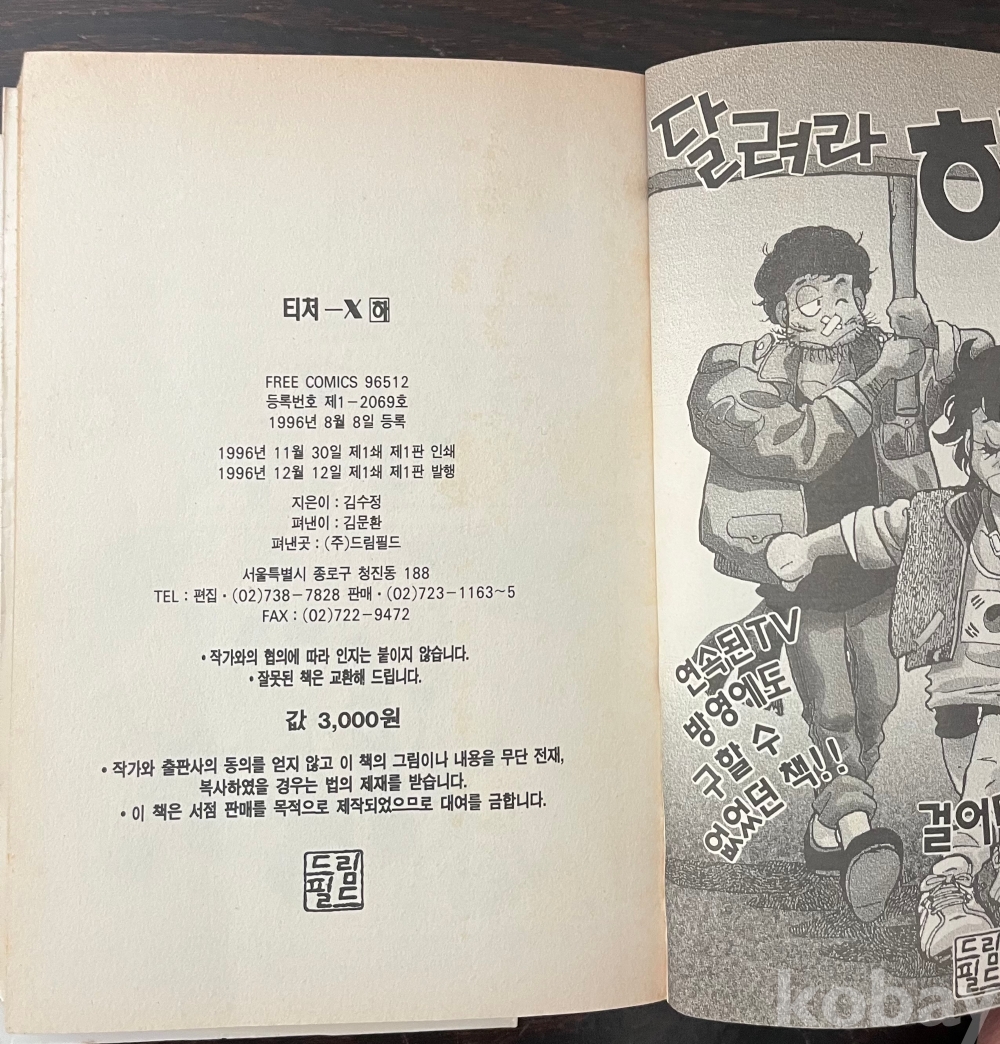 티처–X 하
FREE COMICS 96512
등록번호 제1–2069호
1996년 8월 8일 등록
1996년 11월 30일 제1쇄 제1판 인쇄
1996년 12월 12일 제1쇄 제1판 발행
지은이 : 김수정
펴낸이 : 김문환
펴낸곳 : (주)드림필드
서울특별시 종로구 청진동 188
TEL : 편집・(02)738–7828 판매・(02)723–1163~5
FAX : (02)722–9472
• 작가와의 협의에 따라 인지는 붙이지 않습니다.
• 잘못된 책은 교환해 드립니다.
값 3,000원
• 작가와 출판사의 동의를 얻지 않고 이 책의 그림이나 내용을 무단 전재,
복사하였을 경우는 법의 제재를 받습니다.
• 이 책은 서점 판매를 목적으로 제작되었으므로 대여를 금합니다.
드림
필드
달려라 하
연속된 TV
방영에도
구할 수
없었던 책!!
걸어
드림
필드
kobay